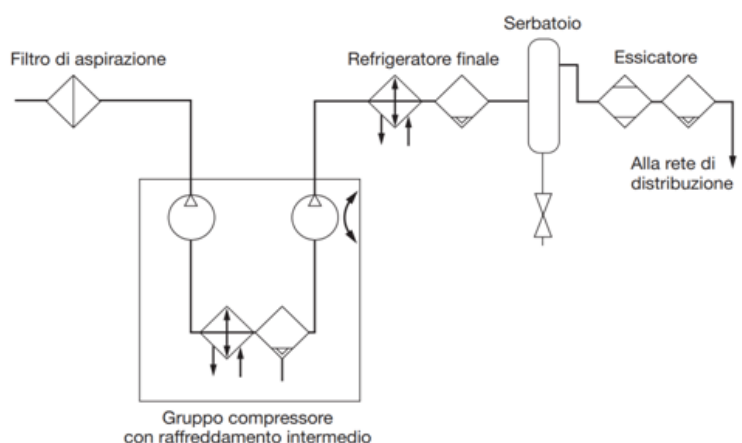 Serbatoio
Filtro di aspirazione
Refrigeratore finale
Essicatore
Alla rete di
distribuzione
Gruppo compressore
con raffreddamento intermedio